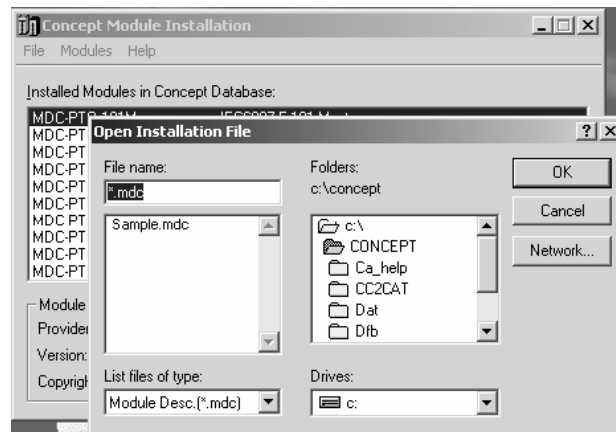 Concept Module Installation
File Modules Help
Installed Modules in Concept Database:
MDC-PT
MDC-PT
MDC-PT
MDC-PT
MDC-PT
MDC-PT
MDC PT
MDC-PT
MDC-PT
MDC-PT
Module
Provider
Version:
Copyrigh
Open Installation File
File name:
*.mdc
Sample.mdc
List files of type:
Module Desc.(*.mdc)
Folders:
c:\concept
c:\
CONCEPT
Ca_help
CC2CAT
Dat
Dfb
Drives:
c:
OK
Cancel
Network...